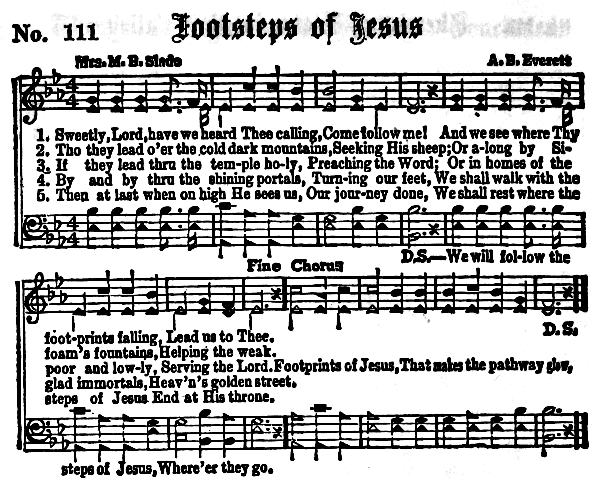 No. 111 Footsteps of Jesus
Mrs. M. B. Slade A. B. Everett
1. Sweetly, Lord, have we heard Thee calling, Come follow me! And we see where Thy
2. Tho they lead o'er the cold dark mountains, Seeking His sheep; Or a-long by Si-
3. If they lead thru the tem-ple ho-ly, Preaching the Word; Or in homes of the
4. By and by thru the shining portals, Turn-ing our feet, We shall walk with the
5. Then at last when on high He sees us, Our jour-ney done, We shall rest where the
D.S.—We will fol-low the
Fine Chorus
D. S.
foot-prints falling, Lead us to Thee.
foam's fountains, Helping the weak.
poor and low-ly, Serving the Lord. Footprints of Jesus, That makes the pathway glow,
glad immortals, Heav'n's golden street.
steps of Jesus End at His throne.
steps of Jesus, Where'er they go.